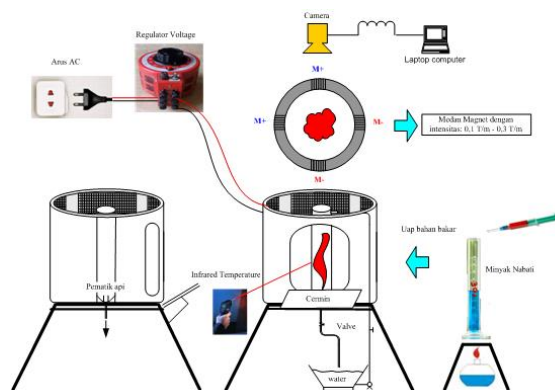 Camera
Regulator Voltage
Laptop computer
Arus AC
M+
M+
M-
M-
Medan Magnet dengan
intensitas: 0,1 T/m - 0,3 T/m
Uap bahan bakar
Minyak Nabati
Pematik api
Infrared Temperature
Cermin
Valve
water